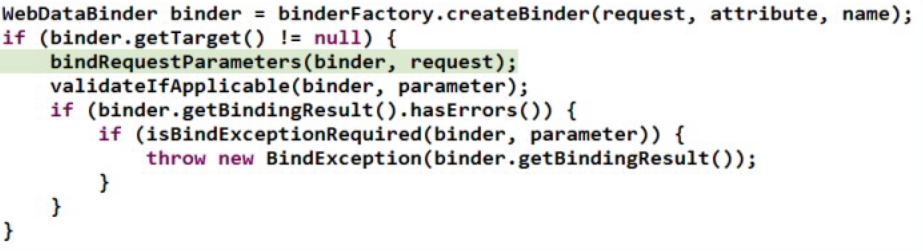 WebDataBinder binder = binderFactory.createBinder(request, attribute, name);
if (binder.getTarget() != null) {
    bindRequestParameters(binder, request);
    validateIfApplicable(binder, parameter);
    if (binder.getBindingResult().hasErrors()) {
        if (isBindExceptionRequired(binder, parameter)) {
            throw new BindException(binder.getBindingResult());
        }
    }
}